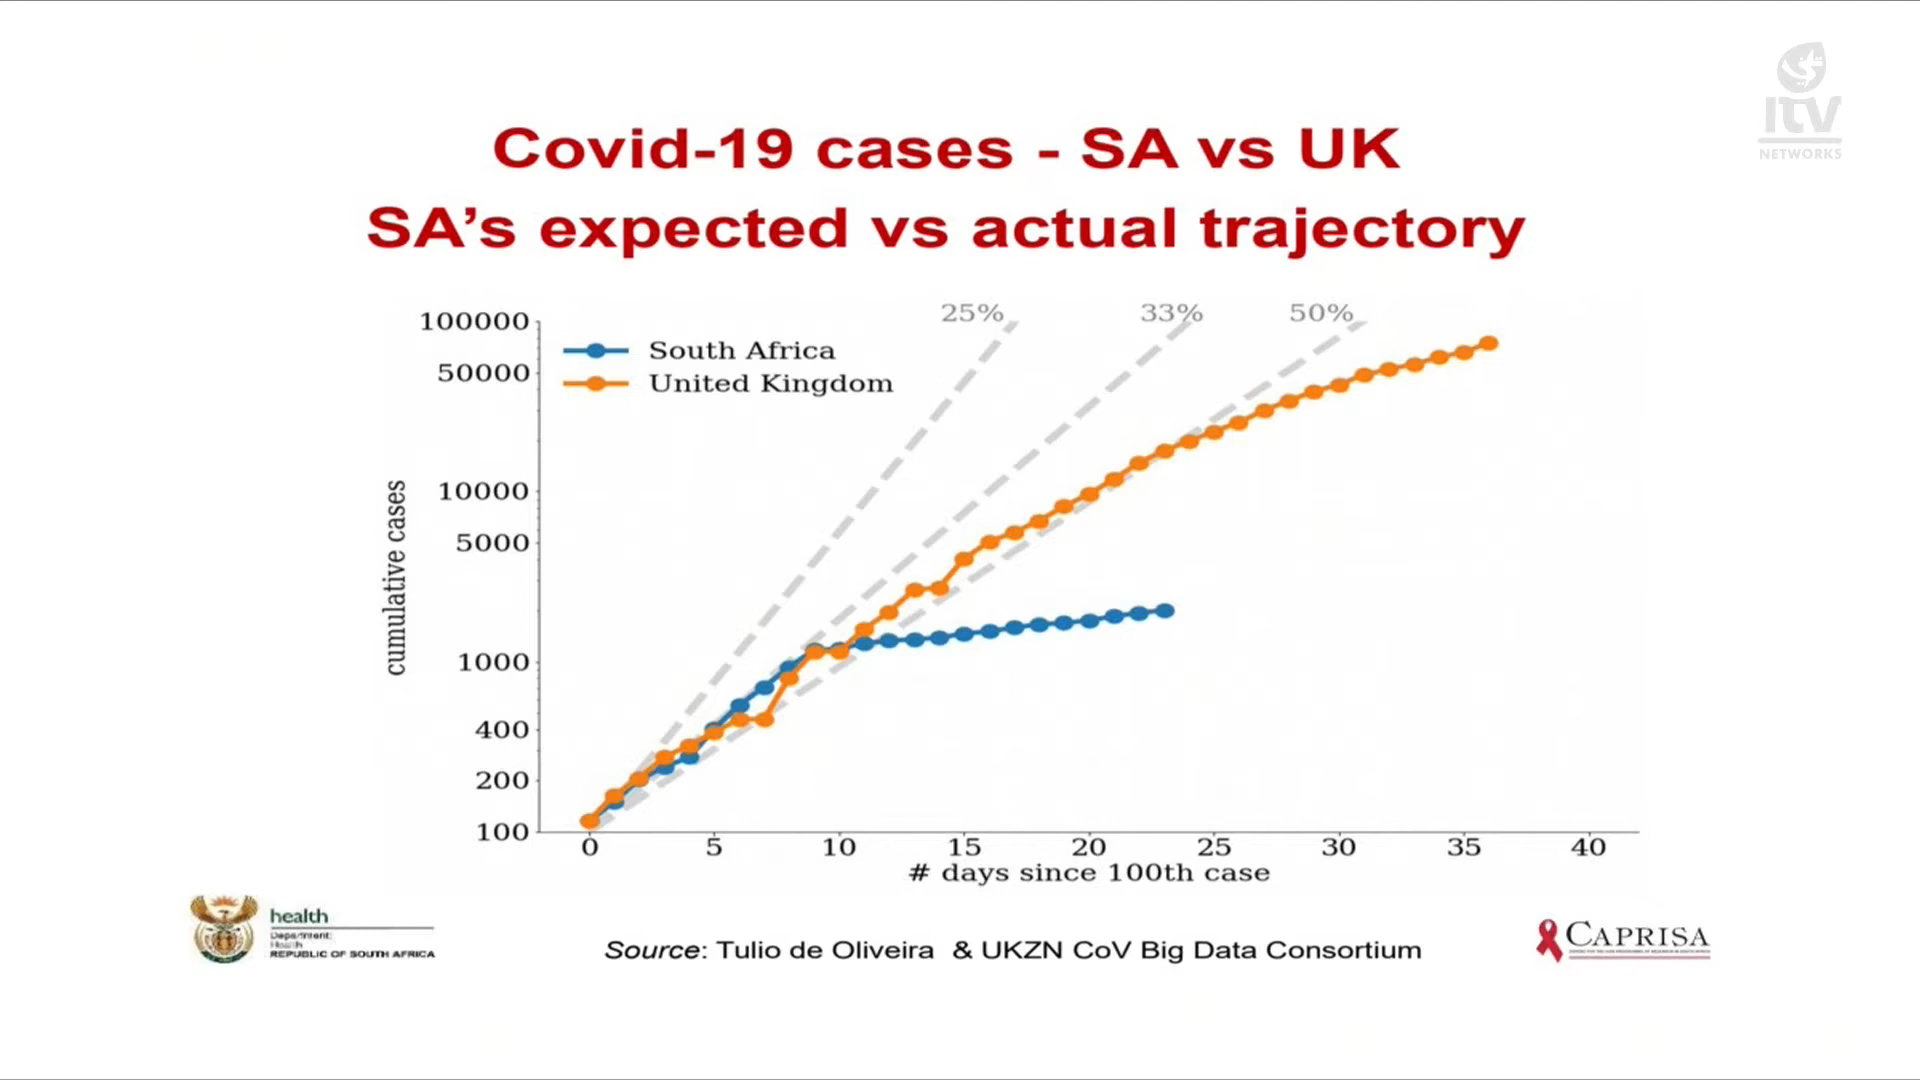 ITV
NETWORKS
Covid-19 cases - SA vs UK
SA's expected vs actual trajectory
25%
33%
50%
100000
50000
10000
5000
1000
400
200
100
South Africa
United Kingdom
cumulative cases
0
5
10
15
20
25
30
35
40
# days since 100th case
health
Department:
Health
REPUBLIC OF SOUTH AFRICA
Source: Tulio de Oliveira & UKZN CoV Big Data Consortium
CAPRISA